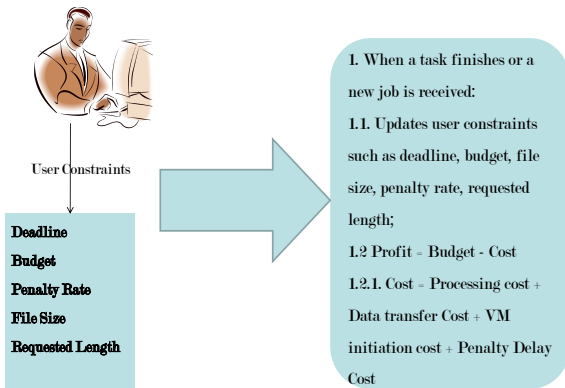 User Constraints
Deadline
Budget
Penalty Rate
File Size
Requested Length
1. When a task finishes or a
new job is received:
1.1. Updates user constraints
such as deadline, budget, file
size, penalty rate, requested
length;
1.2 Profit = Budget - Cost
1.2.1. Cost = Processing cost +
Data transfer Cost + VM
initiation cost + Penalty Delay
Cost